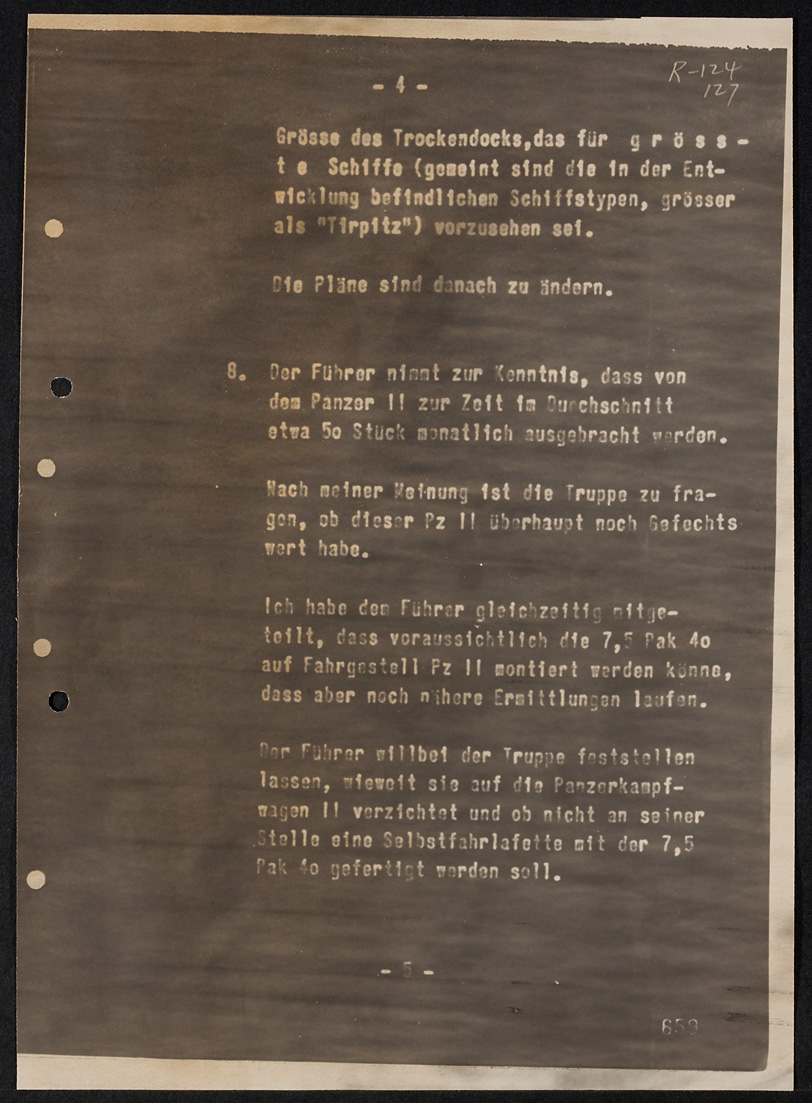 - 4 -
R-124
127
Grösse des Trockendocks,das für g r ö s s -
t e Schiffe (gemeint sind die in der Ent-
wicklung befindlichen Schiffstypen, grösser
als "Tirpitz") vorzusehen sei.
Die Pläne sind danach zu ändern.
8. Der Führer nimmt zur Kenntnis, dass von
dem Panzer II zur Zeit im Durchschnitt
etwa 5o Stück monatlich ausgebracht werden.
Nach meiner Meinung ist die Truppe zu fra-
gen, ob dieser Pz II überhaupt noch Gefechts
wert habe.
Ich habe dem Führer gleichzeitig mitge-
teilt, dass voraussichtlich die 7,5 Pak 4o
auf Fahrgestell Pz II montiert werden könne,
dass aber noch nähere Ermittlungen laufen.
Der Führer willbei der Truppe feststellen
lassen, wieweit sie auf die Panzerkampf-
wagen II verzichtet und ob nicht an seiner
Stelle eine Selbstfahrlafette mit der 7,5
Pak 4o gefertigt werden soll.
- 5 -
659